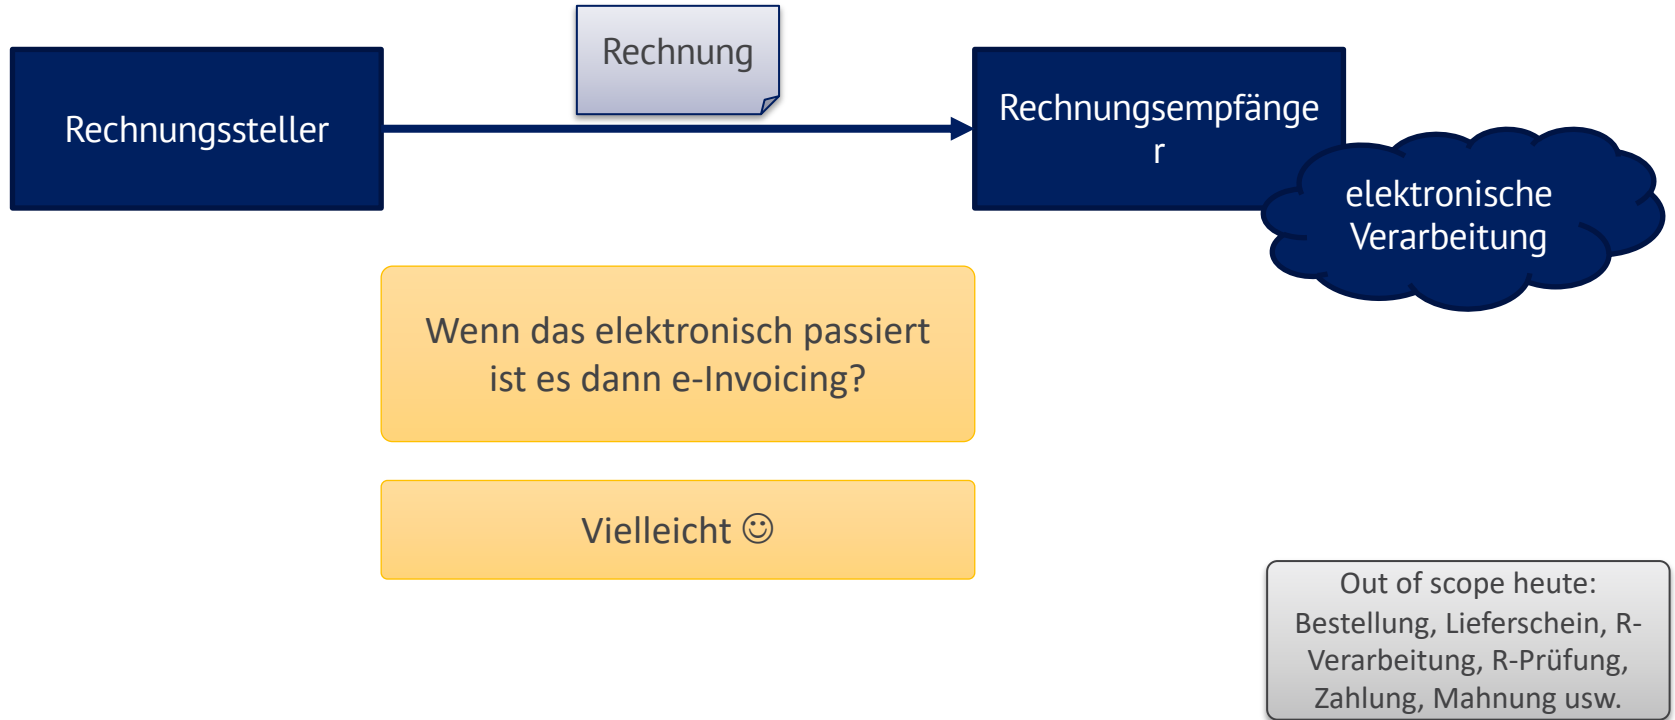 Rechnung
Rechnungssteller
Rechnungsempfänge
r
elektronische
Verarbeitung
Wenn das elektronisch passiert
ist es dann e-Invoicing?
Vielleicht ☺
Out of scope heute:
Bestellung, Lieferschein, R-
Verarbeitung, R-Prüfung,
Zahlung, Mahnung usw.